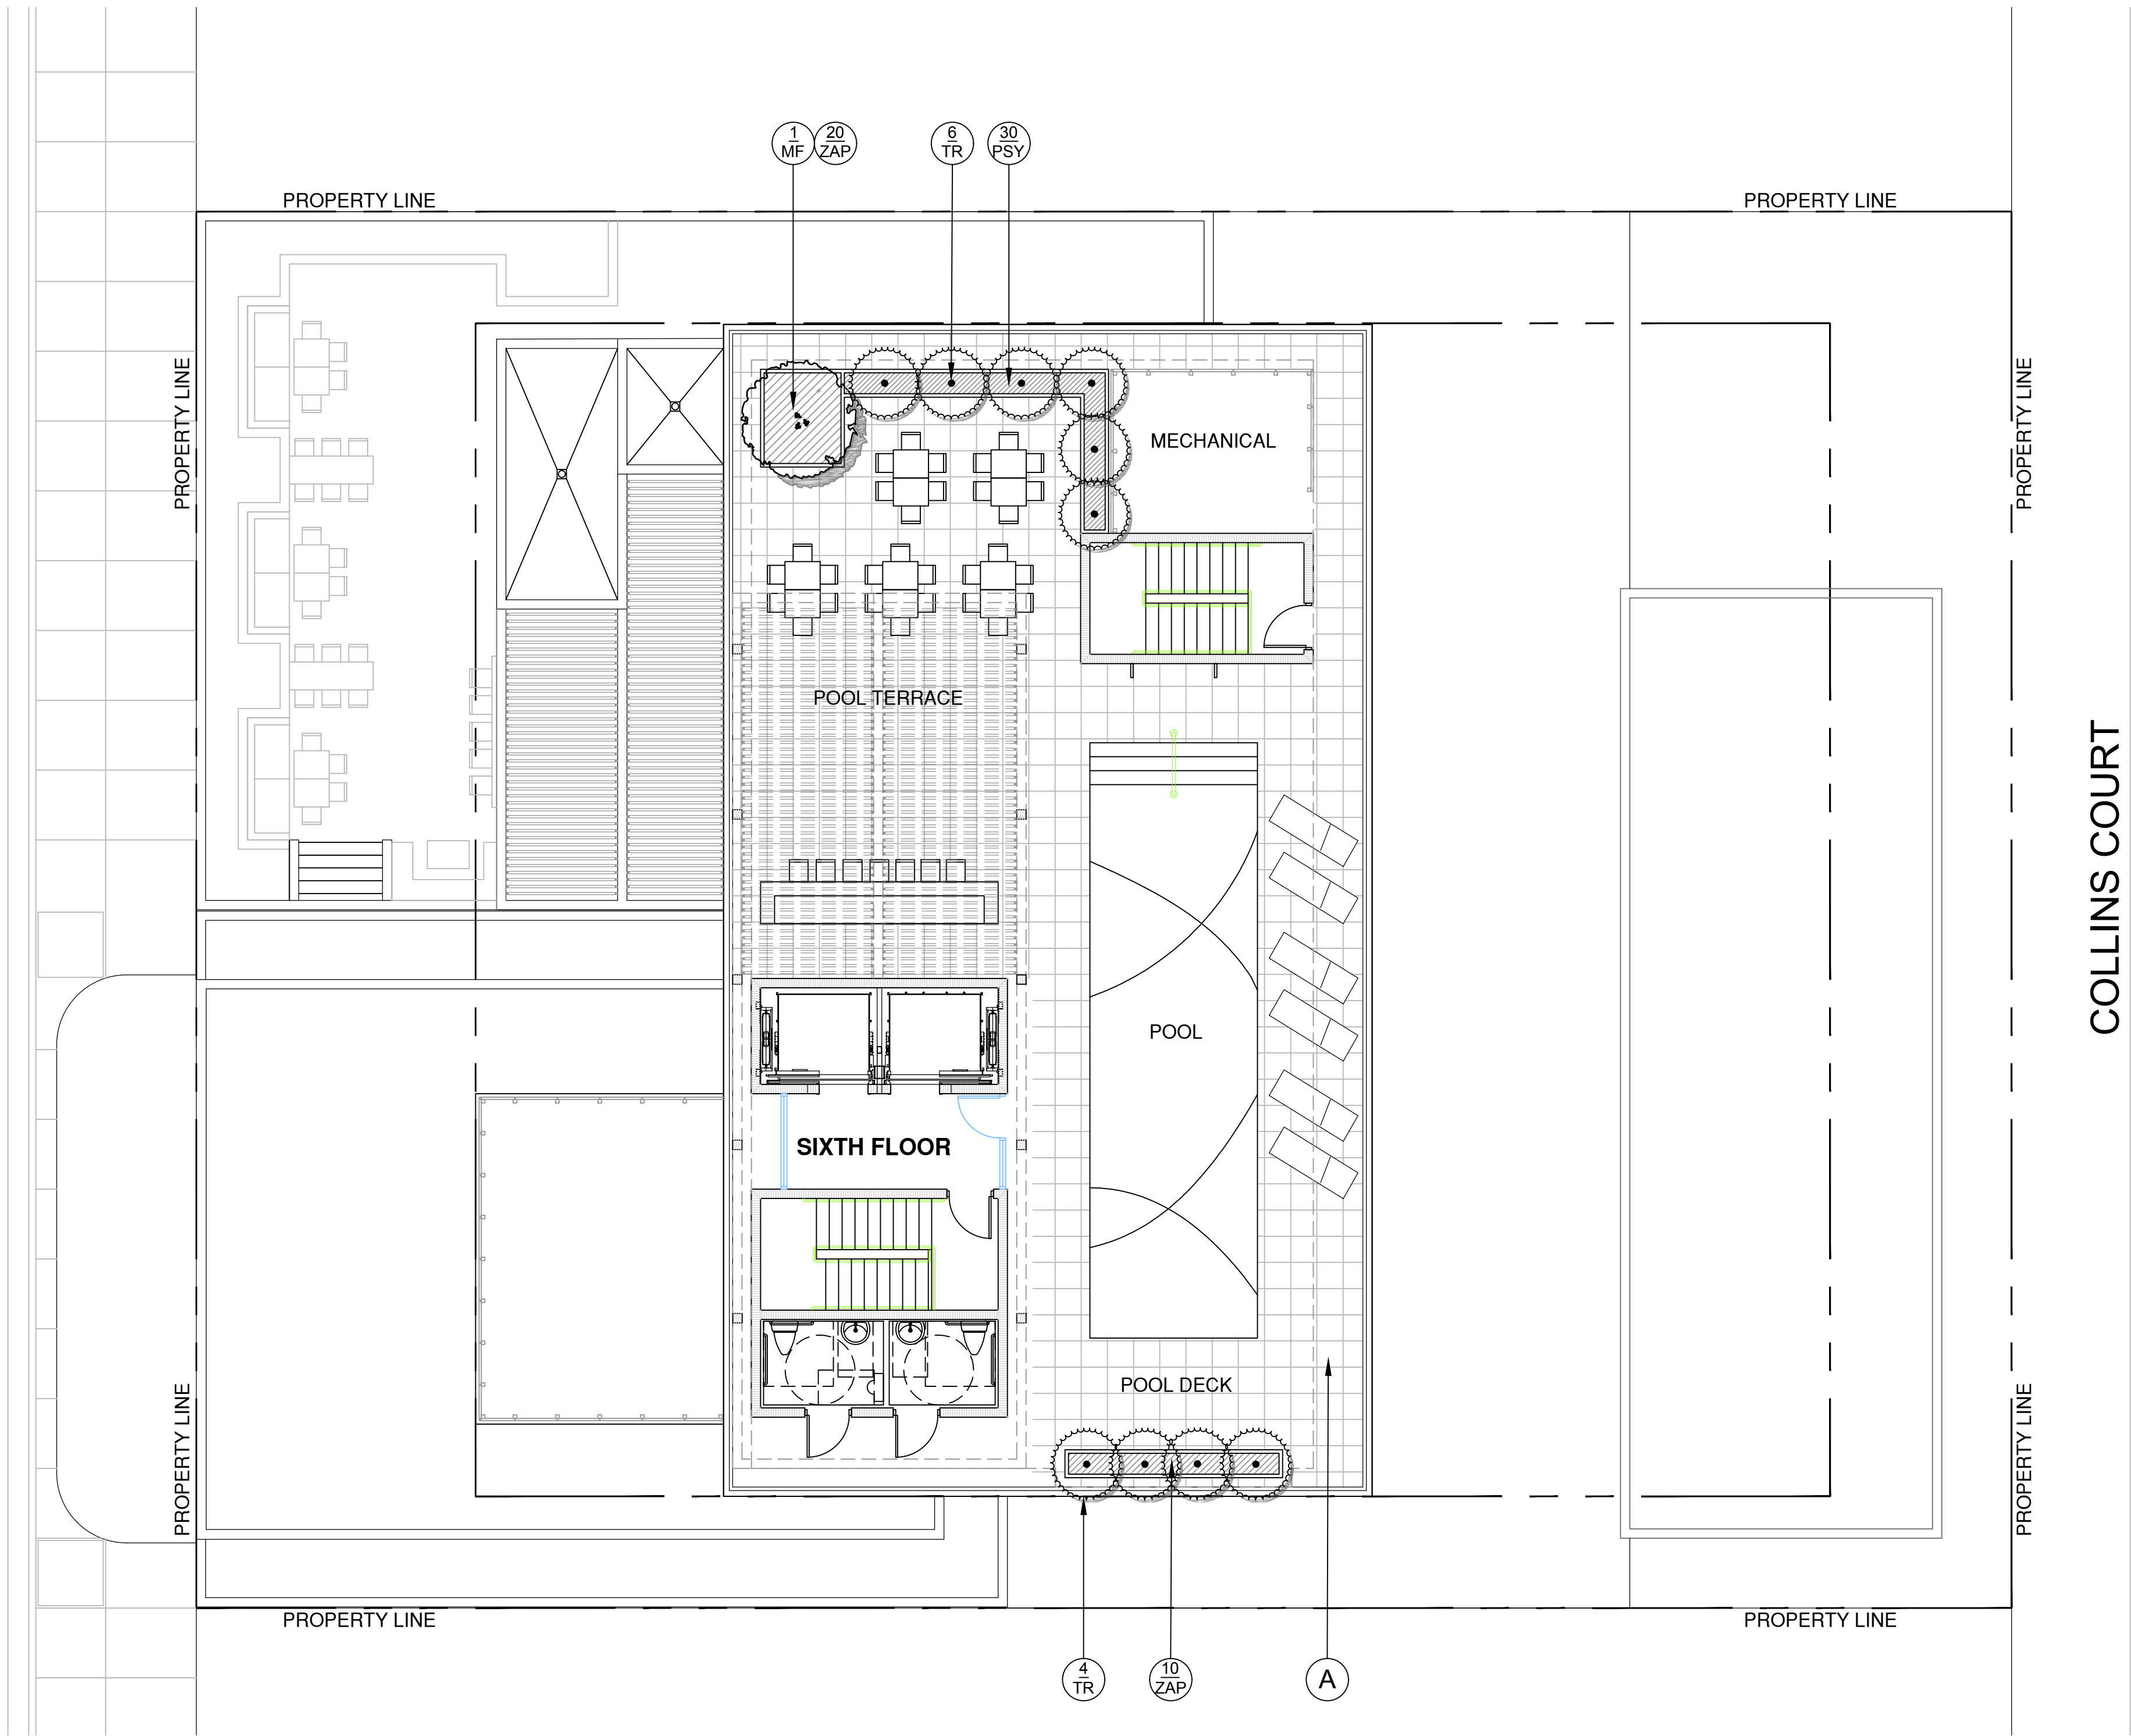 1
MF
20
ZAP
6
TR
30
PSY
PROPERTY LINE
PROPERTY LINE
PROPERTY LINE
PROPERTY LINE
MECHANICAL
POOL TERRACE
COLLINS COURT
POOL
SIXTH FLOOR
POOL DECK
PROPERTY LINE
PROPERTY LINE
PROPERTY LINE
PROPERTY LINE
4
TR
10
ZAP
A